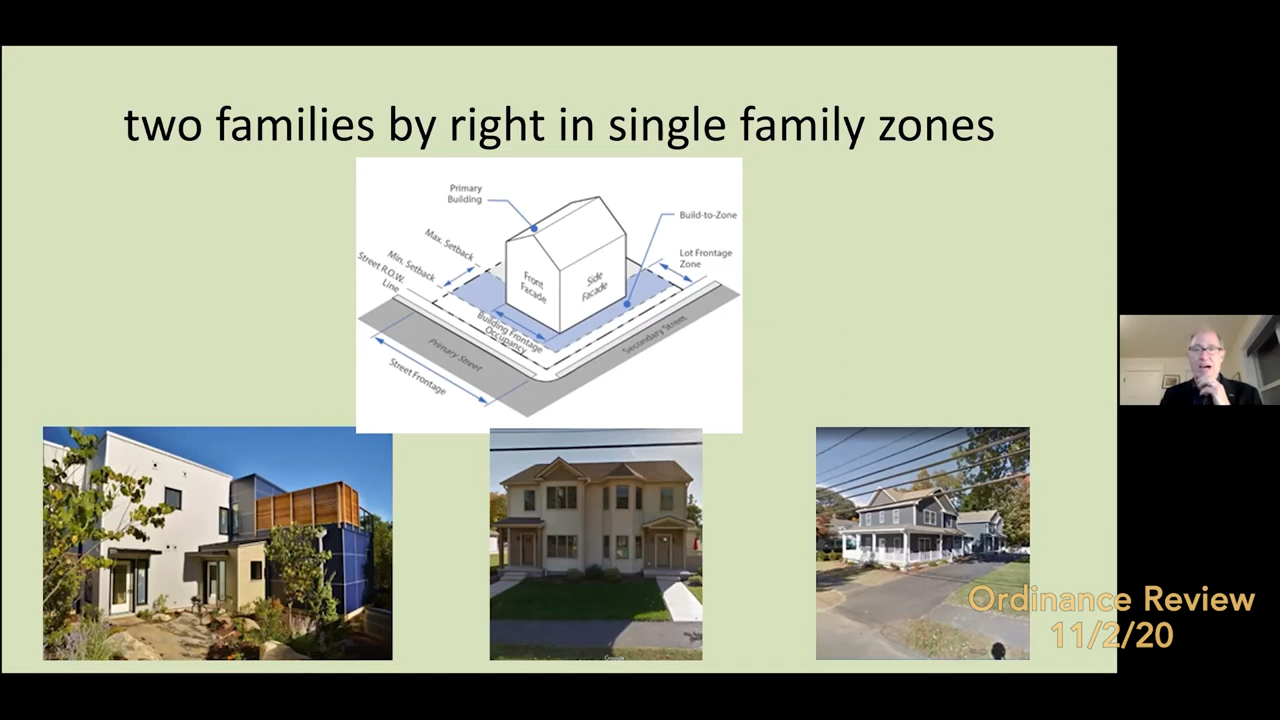 two families by right in single family zones
Primary
Building
Build-to-Zone
Max. Setback
Lot Frontage
Zone
Min. Setback
Street R.O.W.
Line
Front
Facade
Side
Facade
Building Frontage
Occupancy
Primary Street
Secondary Street
Street Frontage
Google
Ordinance Review
11/2/20